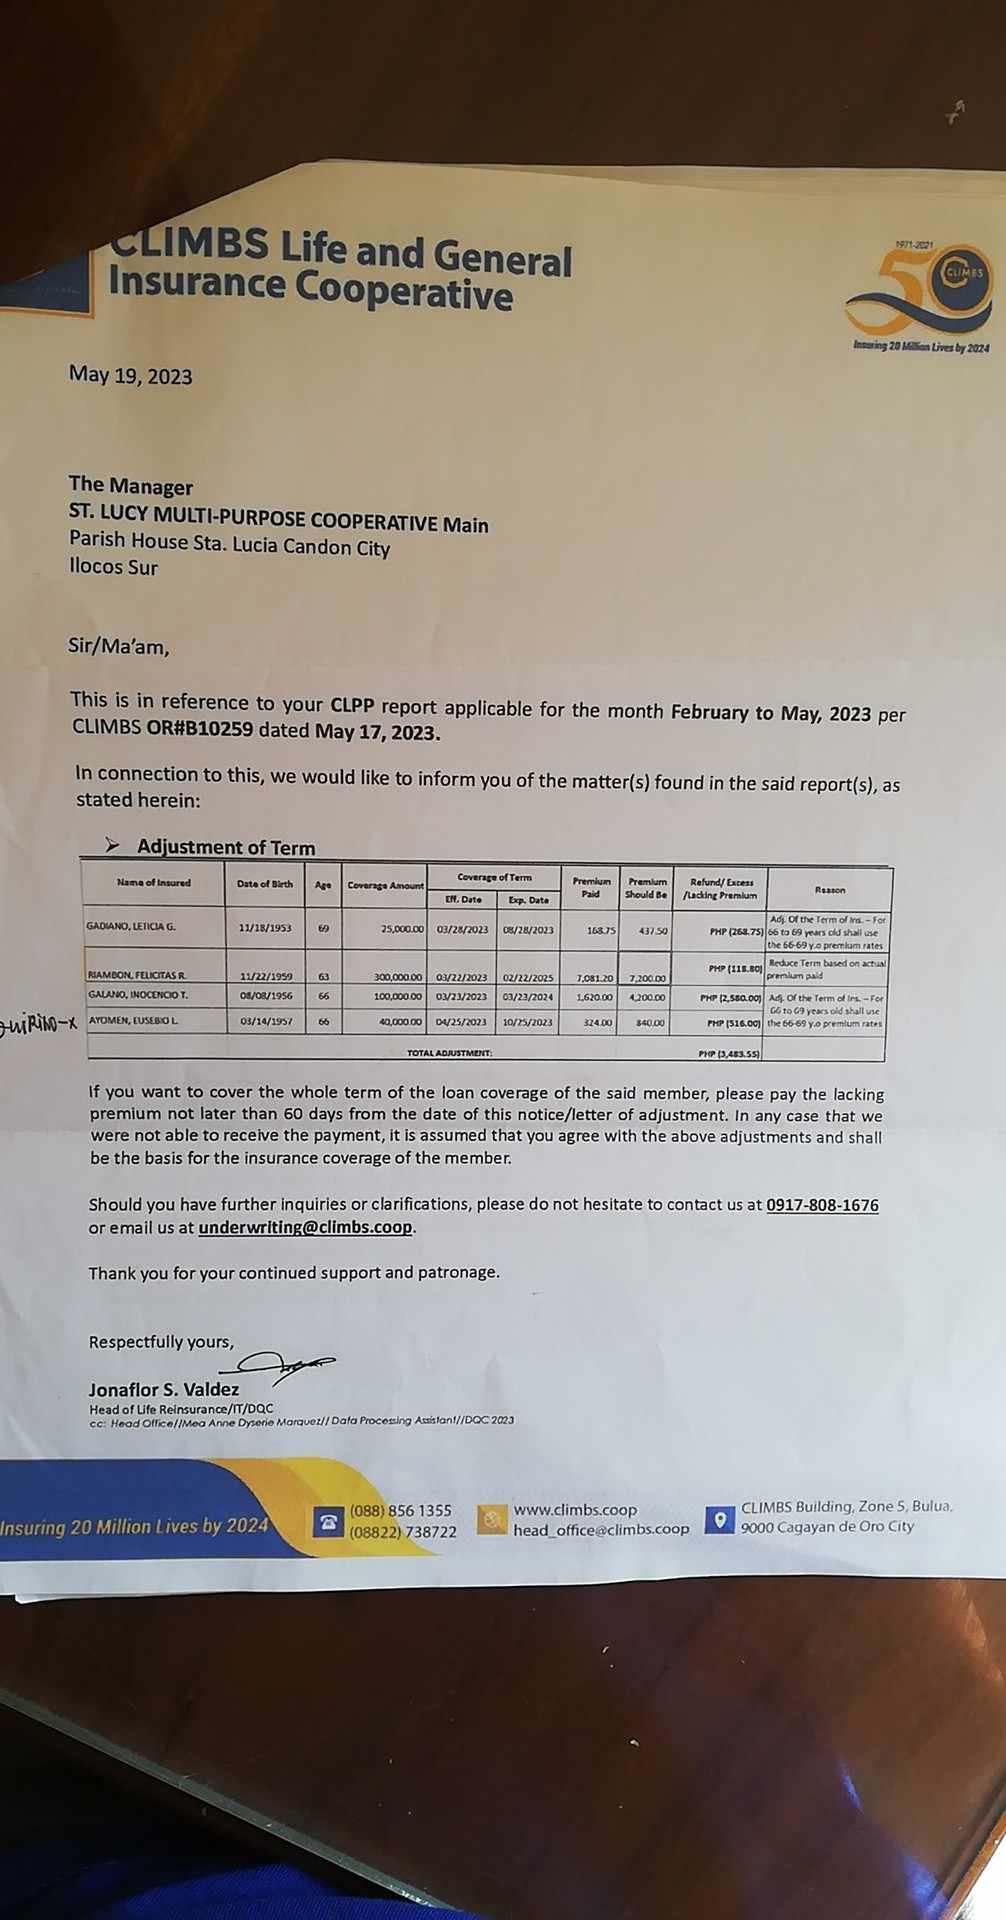 CLIMBS Life and General
Insurance Cooperative
1971-2021
50
CLIMBS
Insuring 20 Million Lives by 2024
May 19, 2023
The Manager
ST. LUCY MULTI-PURPOSE COOPERATIVE Main
Parish House Sta. Lucia Candon City
Ilocos Sur
Sir/Ma'am,
This is in reference to your CLPP report applicable for the month February to May, 2023 per
CLIMBS OR#B10259 dated May 17, 2023.
In connection to this, we would like to inform you of the matter(s) found in the said report(s), as
stated herein:
➢ Adjustment of Term
Name of Insured Date of Birth Age Coverage Amount Coverage of Term Premium Paid Premium Should Be Refund/ Excess /Lacking Premium Reason
Eff. Date Exp. Date
GADIANO, LETICIA G. 11/18/1953 69 25,000.00 03/28/2023 08/28/2023 168.75 437.50 PHP (268.75) Adj. Of the Term of Ins. – For 66 to 69 years old shall use the 66-69 y.o premium rates
RIAMBON, FELICITAS R. 11/22/1959 63 300,000.00 03/22/2023 02/22/2025 7,081.20 7,200.00 PHP (118.80) Reduce Term based on actual premium paid
GALANO, INOCENCIO T. 08/08/1956 66 100,000.00 03/23/2023 03/23/2024 1,620.00 4,200.00 PHP (2,580.00) Adj. Of the Term of Ins. – For 66 to 69 years old shall use
QUIRINO-X AYOMEN, EUSEBIO L. 03/14/1957 66 40,000.00 04/25/2023 10/25/2023 324.00 840.00 PHP (516.00) the 66-69 y.o premium rates
TOTAL ADJUSTMENT: PHP (3,483.55)
If you want to cover the whole term of the loan coverage of the said member, please pay the lacking
premium not later than 60 days from the date of this notice/letter of adjustment. In any case that we
were not able to receive the payment, it is assumed that you agree with the above adjustments and shall
be the basis for the insurance coverage of the member.
Should you have further inquiries or clarifications, please do not hesitate to contact us at 0917-808-1676
or email us at underwriting@climbs.coop.
Thank you for your continued support and patronage.
Respectfully yours,
Jonaflor S. Valdez
Head of Life Reinsurance/IT/DQC
cc: Head Office//Mea Anne Dyserie Marquez// Data Processing Assistant//DQC 2023
Insuring 20 Million Lives by 2024
(088) 856 1355
(08822) 738722
www.climbs.coop
head_office@climbs.coop
CLIMBS Building, Zone 5, Bulua,
9000 Cagayan de Oro City